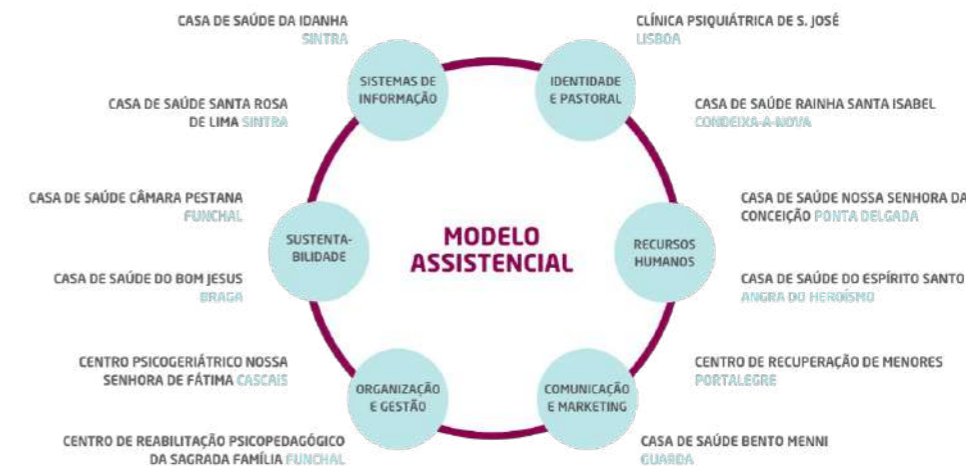 CASA DE SAÚDE DA IDANHA
SINTRA
CLÍNICA PSIQUIÁTRICA DE S. JOSÉ
LISBOA
SISTEMAS DE
INFORMAÇÃO
IDENTIDADE
E PASTORAL
CASA DE SAÚDE SANTA ROSA
DE LIMA SINTRA
CASA DE SAÚDE RAINHA SANTA ISABEL
CONDEIXA-A-NOVA
CASA DE SAÚDE CÂMARA PESTANA
FUNCHAL
CASA DE SAÚDE NOSSA SENHORA DA
CONCEIÇÃO PONTA DELGADA
SUSTENTA-
BILIDADE
MODELO
ASSISTENCIAL
RECURSOS
HUMANOS
CASA DE SAÚDE DO BOM JESUS
BRAGA
CASA DE SAÚDE DO ESPÍRITO SANTO
ANGRA DO HEROÍSMO
CENTRO PSICOGERIÁTRICO NOSSA
SENHORA DE FÁTIMA CASCAIS
CENTRO DE RECUPERAÇÃO DE MENORES
PORTALEGRE
ORGANIZAÇÃO
E GESTÃO
COMUNICAÇÃO
E MARKETING
CENTRO DE REABILITAÇÃO PSICOPEDAGÓGICO
DA SAGRADA FAMÍLIA FUNCHAL
CASA DE SAÚDE BENTO MENNI
GUARDA